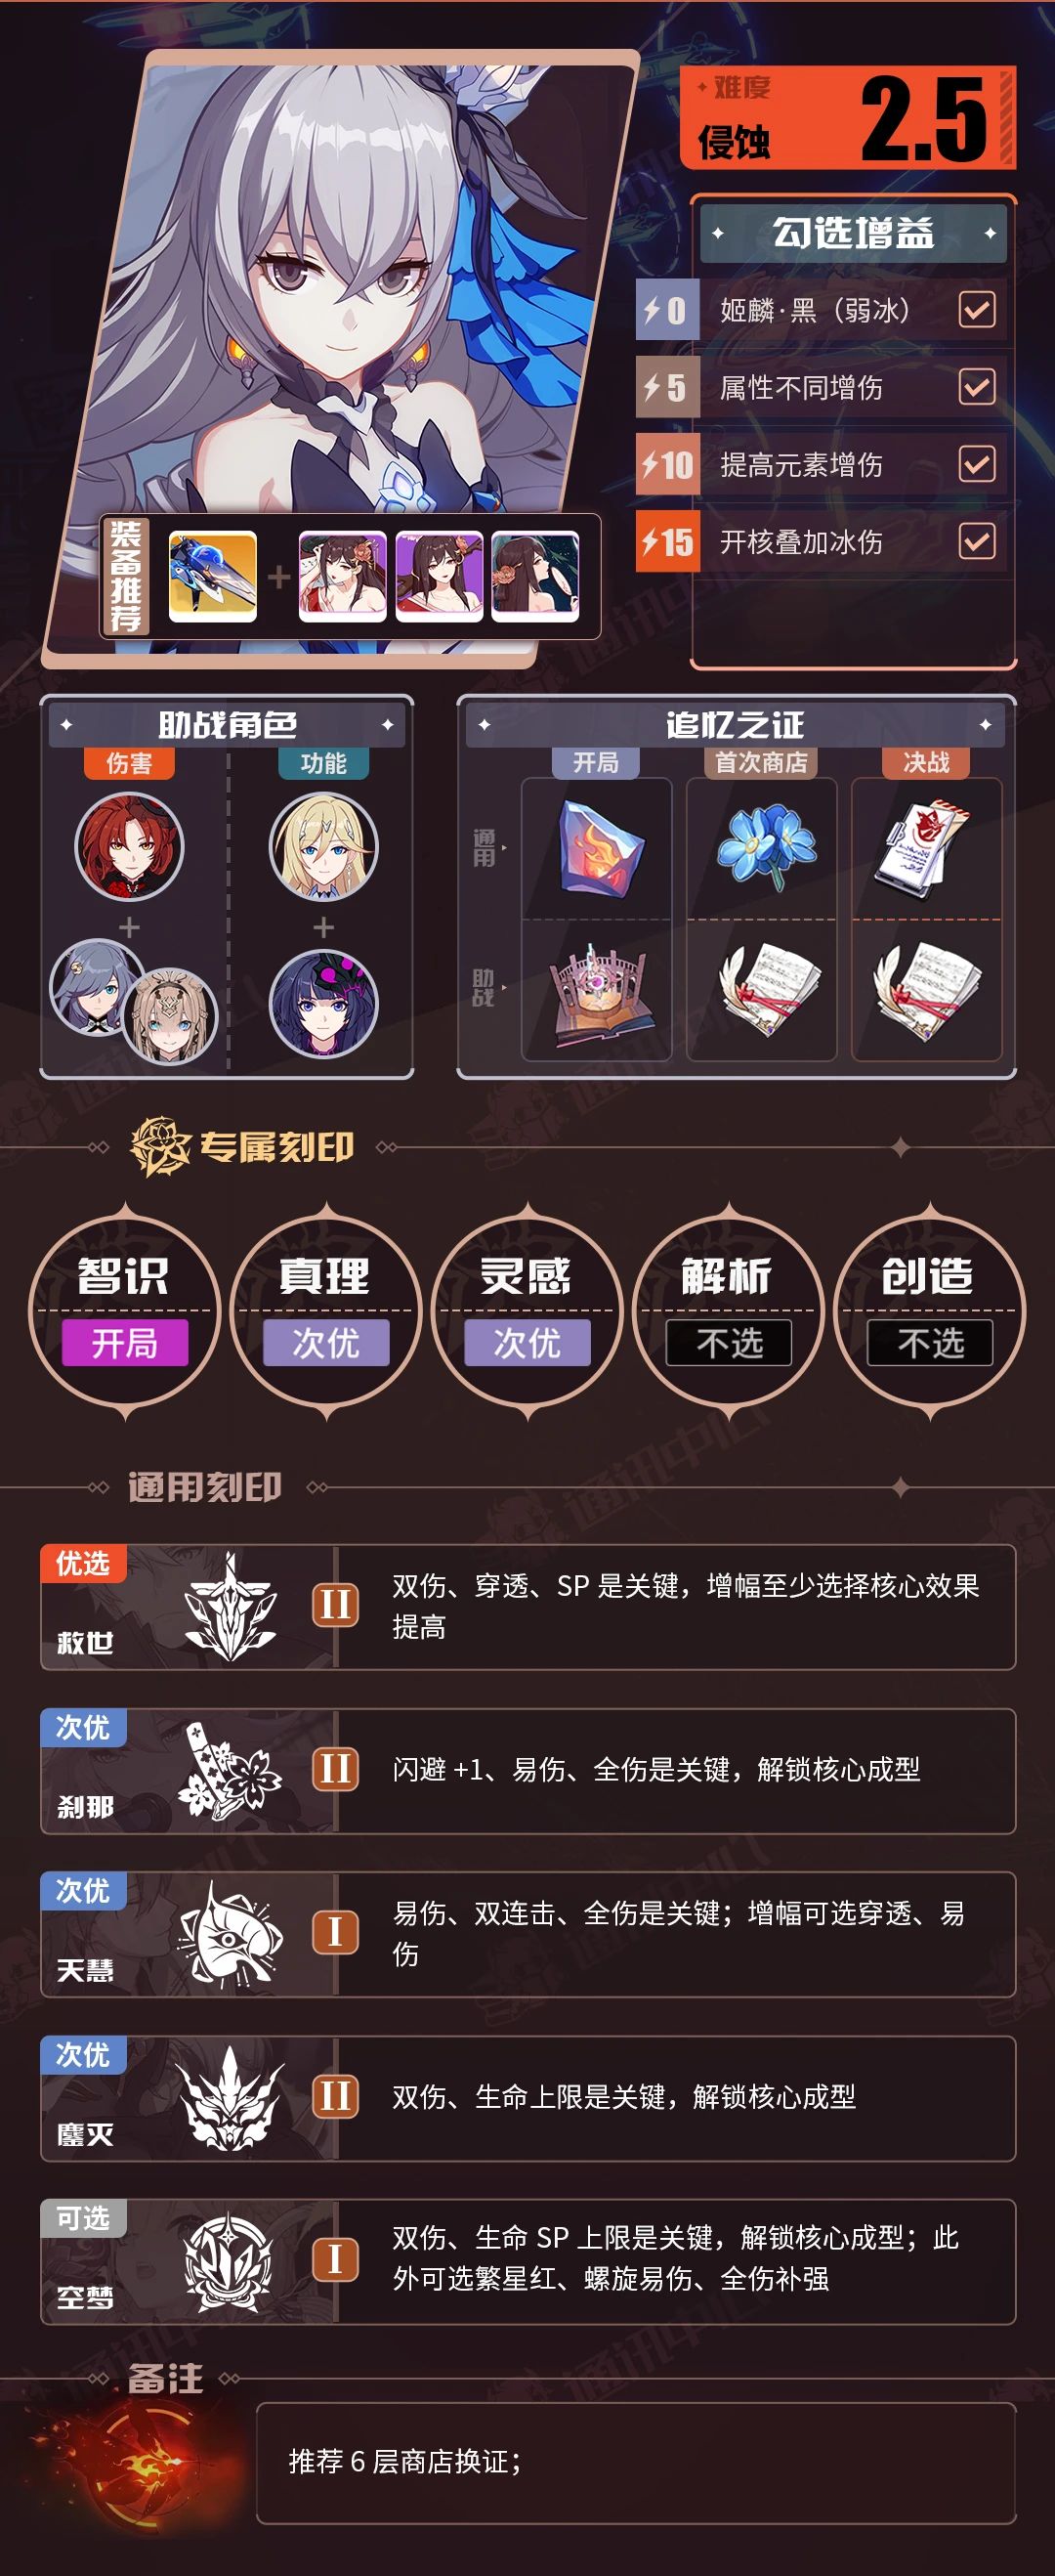 难度
侵蚀
2.5
勾选增益
0 姬麟·黑（弱冰）
5 属性不同增伤
10 提高元素增伤
15 开核叠加冰伤
装备推荐
+
助战角色
伤害
功能
+
+
追忆之证
开局
首次商店
决战
通用
助战
专属刻印
智识
开局
真理
次优
灵感
次优
解析
不选
创造
不选
通用刻印
优选
救世
II
双伤、穿透、SP 是关键，增幅至少选择核心效果
提高
次优
刹那
II
闪避 +1、易伤、全伤是关键，解锁核心成型
次优
天慧
I
易伤、双连击、全伤是关键；增幅可选穿透、易
伤
次优
鏖灭
II
双伤、生命上限是关键，解锁核心成型
可选
空梦
I
双伤、生命 SP 上限是关键，解锁核心成型；此
外可选繁星红、螺旋易伤、全伤补强
备注
推荐 6 层商店换证；
通讯中心